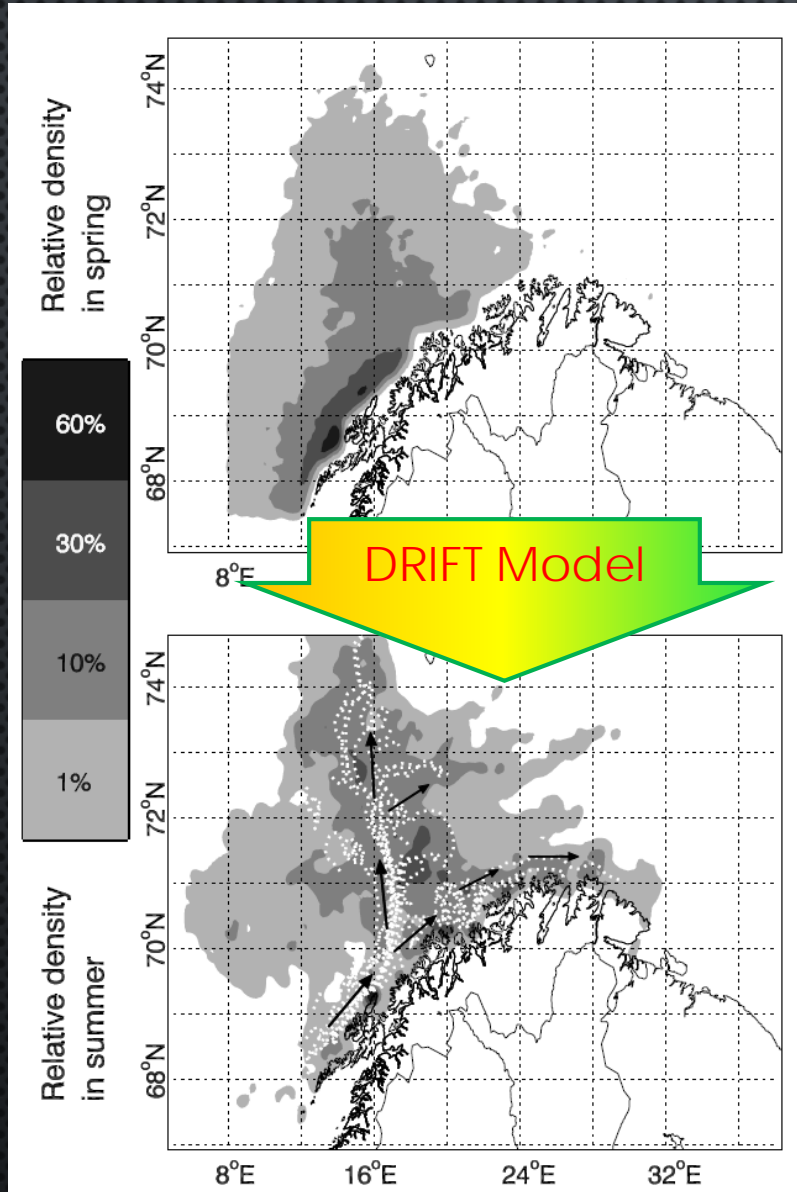 Relative density
in spring
60%
30%
10%
1%
Relative density
in summer
74°N
72°N
70°N
68°N
8°E
DRIFT Model
74°N
72°N
70°N
68°N
8°E 16°E 24°E 32°E